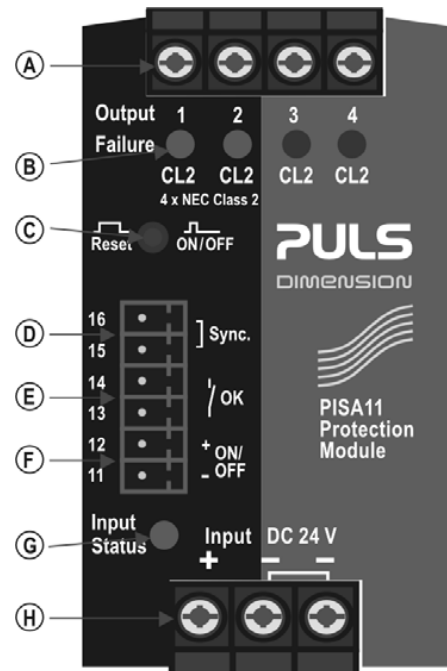 A
Output 1 2 3 4
B Failure
CL2 CL2 CL2 CL2
4 x NEC Class 2
C Reset ON/OFF
PULS
DIMENSION
16
D ] Sync.
15
14
E OK
13
PISA11
Protection
Module
12
F + ON/
- OFF
11
G Input
Status
Input DC 24 V
+ - -
H